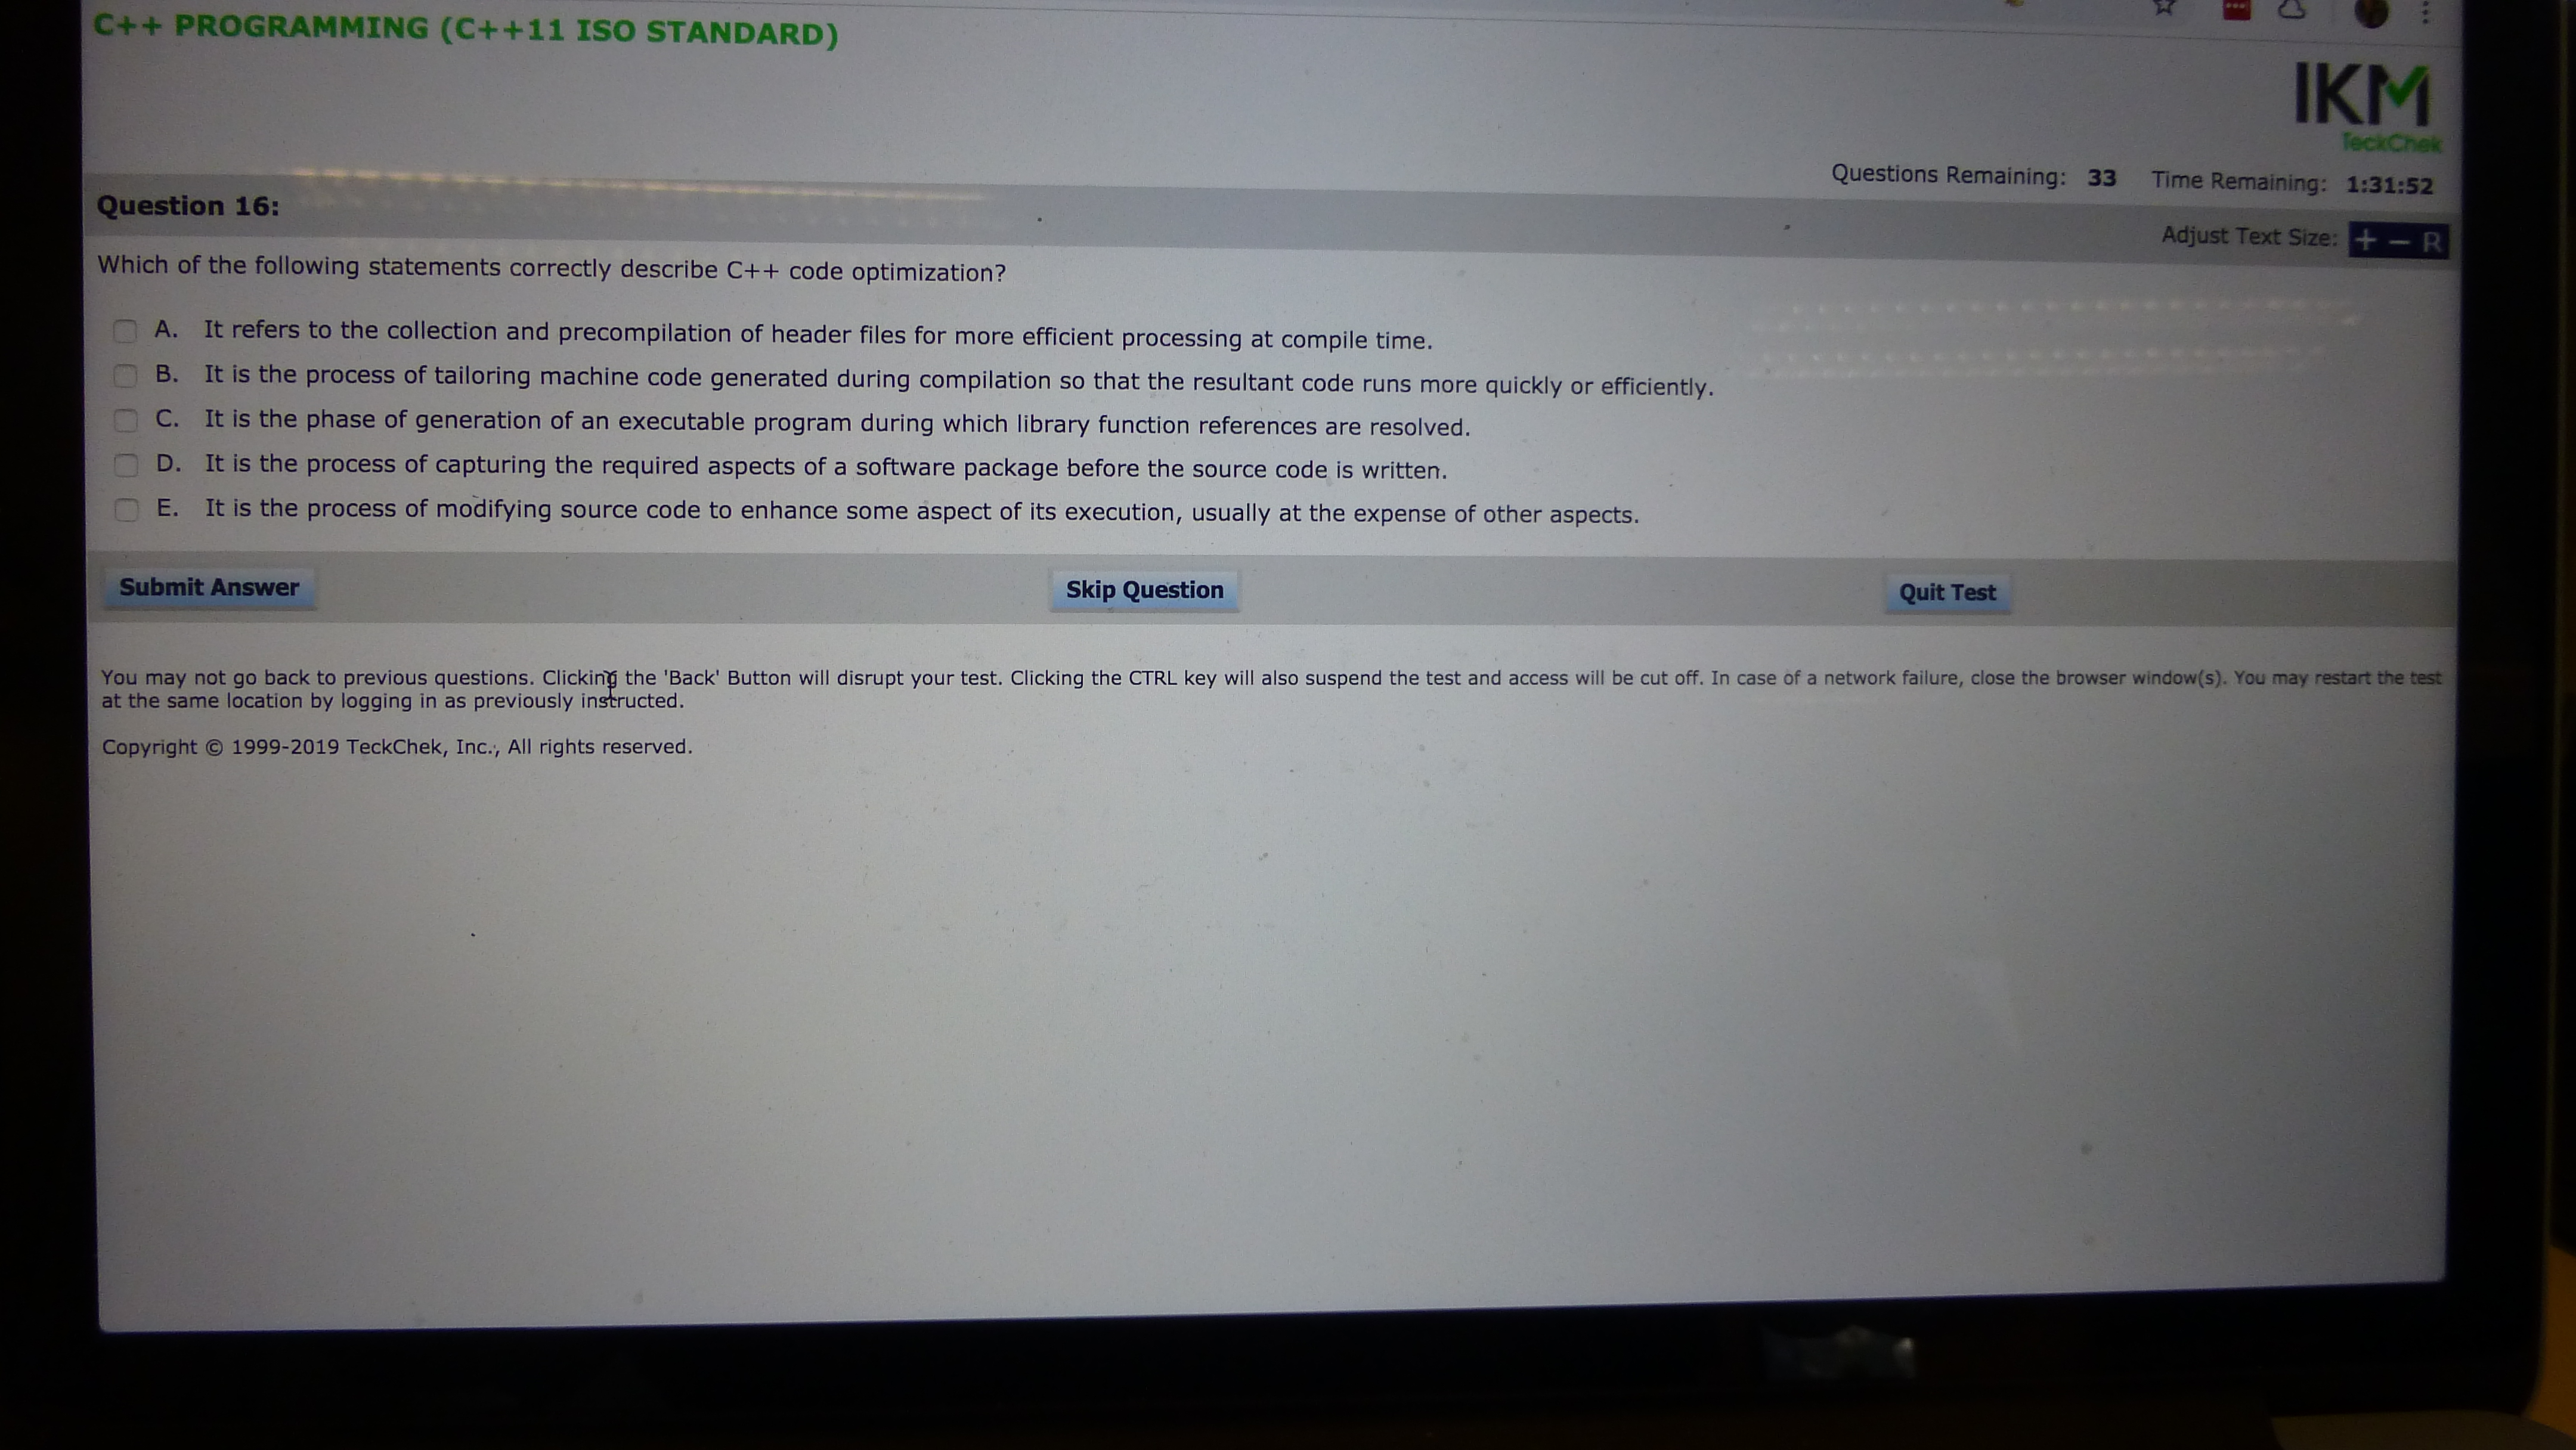 C++ PROGRAMMING (C++11 ISO STANDARD)
IKM
TeckChek
Questions Remaining: 33 Time Remaining: 1:31:52
Question 16:
Adjust Text Size: + − R
Which of the following statements correctly describe C++ code optimization?
A. It refers to the collection and precompilation of header files for more efficient processing at compile time.
B. It is the process of tailoring machine code generated during compilation so that the resultant code runs more quickly or efficiently.
C. It is the phase of generation of an executable program during which library function references are resolved.
D. It is the process of capturing the required aspects of a software package before the source code is written.
E. It is the process of modifying source code to enhance some aspect of its execution, usually at the expense of other aspects.
Submit Answer Skip Question Quit Test
You may not go back to previous questions. Clicking the 'Back' Button will disrupt your test. Clicking the CTRL key will also suspend the test and access will be cut off. In case of a network failure, close the browser window(s). You may restart the test
at the same location by logging in as previously instructed.
Copyright © 1999-2019 TeckChek, Inc., All rights reserved.